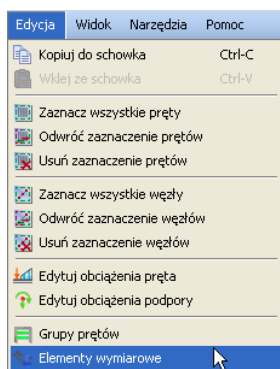 Edycja Widok Narzędzia Pomoc
Kopiuj do schowka Ctrl-C
Wklej ze schowka Ctrl-V
Zaznacz wszystkie pręty
Odwróć zaznaczenie prętów
Usuń zaznaczenie prętów
Zaznacz wszystkie węzły
Odwróć zaznaczenie węzłów
Usuń zaznaczenie węzłów
Edytuj obciążenia pręta
Edytuj obciążenia podpory
Grupy prętów
Elementy wymiarowe